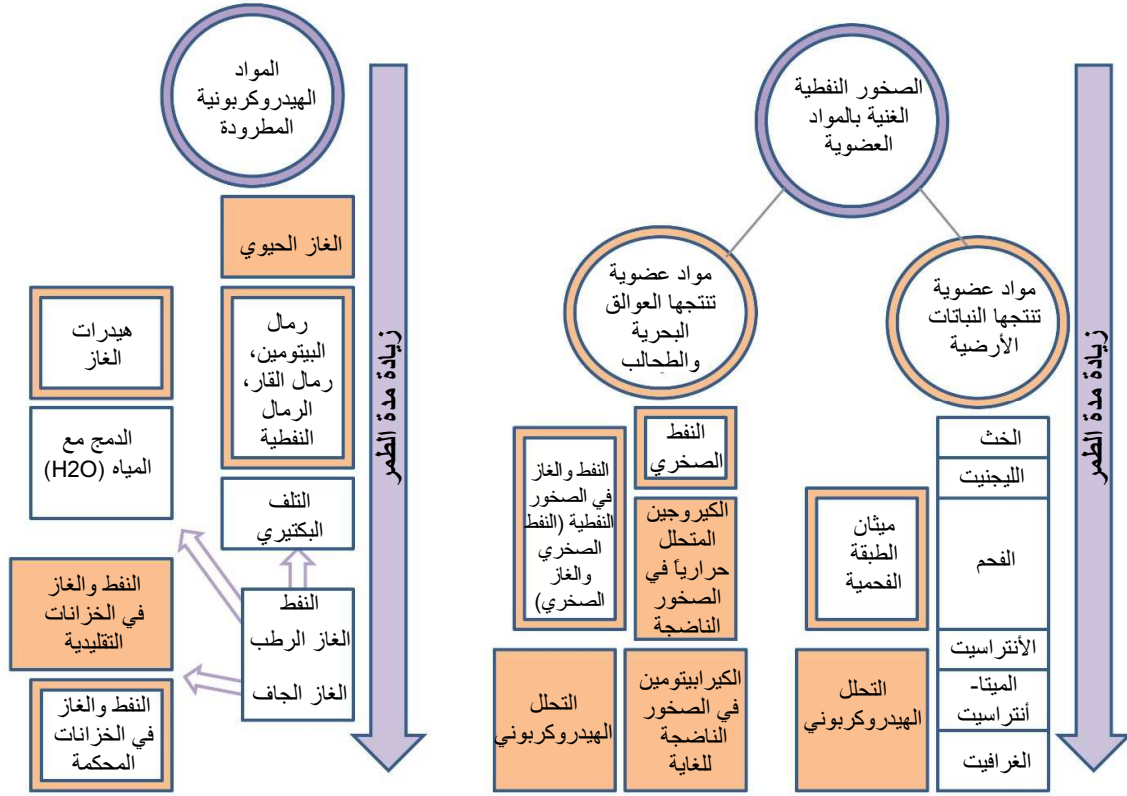 الصخور النفطية
الغنية بالمواد
العضوية
مواد عضوية
تنتجها النباتات
الأرضية
مواد عضوية
تنتجها العوالق
البحرية
والطحالب
زيادة مدة الطمر
الخث
الليجنيت
الفحم
الأنتراسيت
الميتا-
أنتراسيت
الغرافيت
ميثان
الطبقة
الفحمية
التحلل
الهيدروكربوني
النفط
الصخري
الكيروجين
المتحلل
حرارياً في
الصخور
الناضجة
الكيرابيتومين
في الصخور
الناضجة
للغاية
النفط والغاز
في الصخور
النفطية (النفط
الصخري
والغاز
الصخري)
التحلل
الهيدروكربوني
زيادة مدة الطمر
المواد
الهيدروكربونية
المطرودة
الغاز الحيوي
رمال
البيتومين،
رمال القار،
الرمال
النفطية
التلف
البكتيري
النفط
الغاز الرطب
الغاز الجاف
هيدرات
الغاز
الدمج مع
المياه (H2O)
النفط والغاز
في الخزانات
التقليدية
النفط والغاز
في الخزانات
المحكمة